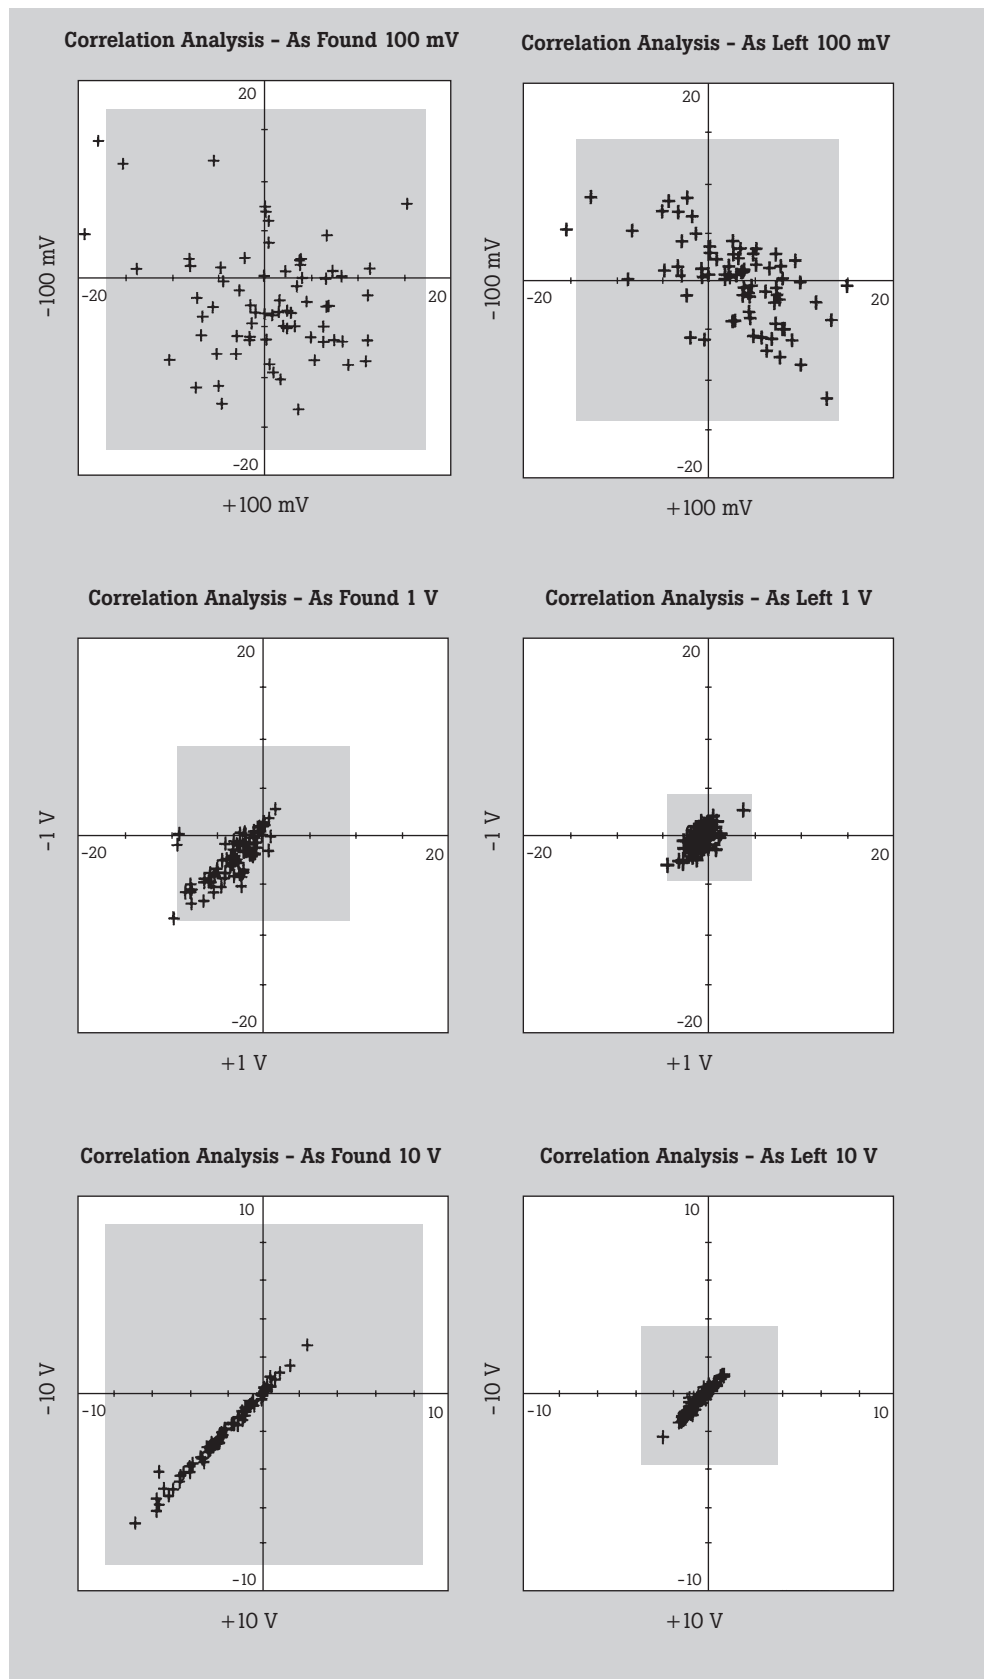 Correlation Analysis – As Found 100 mV
20
-100 mV
-20
20
-20
+100 mV
Correlation Analysis – As Left 100 mV
20
-100 mV
-20
20
-20
+100 mV
Correlation Analysis – As Found 1 V
20
-1 V
-20
20
-20
+1 V
Correlation Analysis – As Left 1 V
20
-1 V
-20
20
-20
+1 V
Correlation Analysis – As Found 10 V
10
-10 V
-10
10
-10
+10 V
Correlation Analysis – As Left 10 V
10
-10 V
-10
10
-10
+10 V